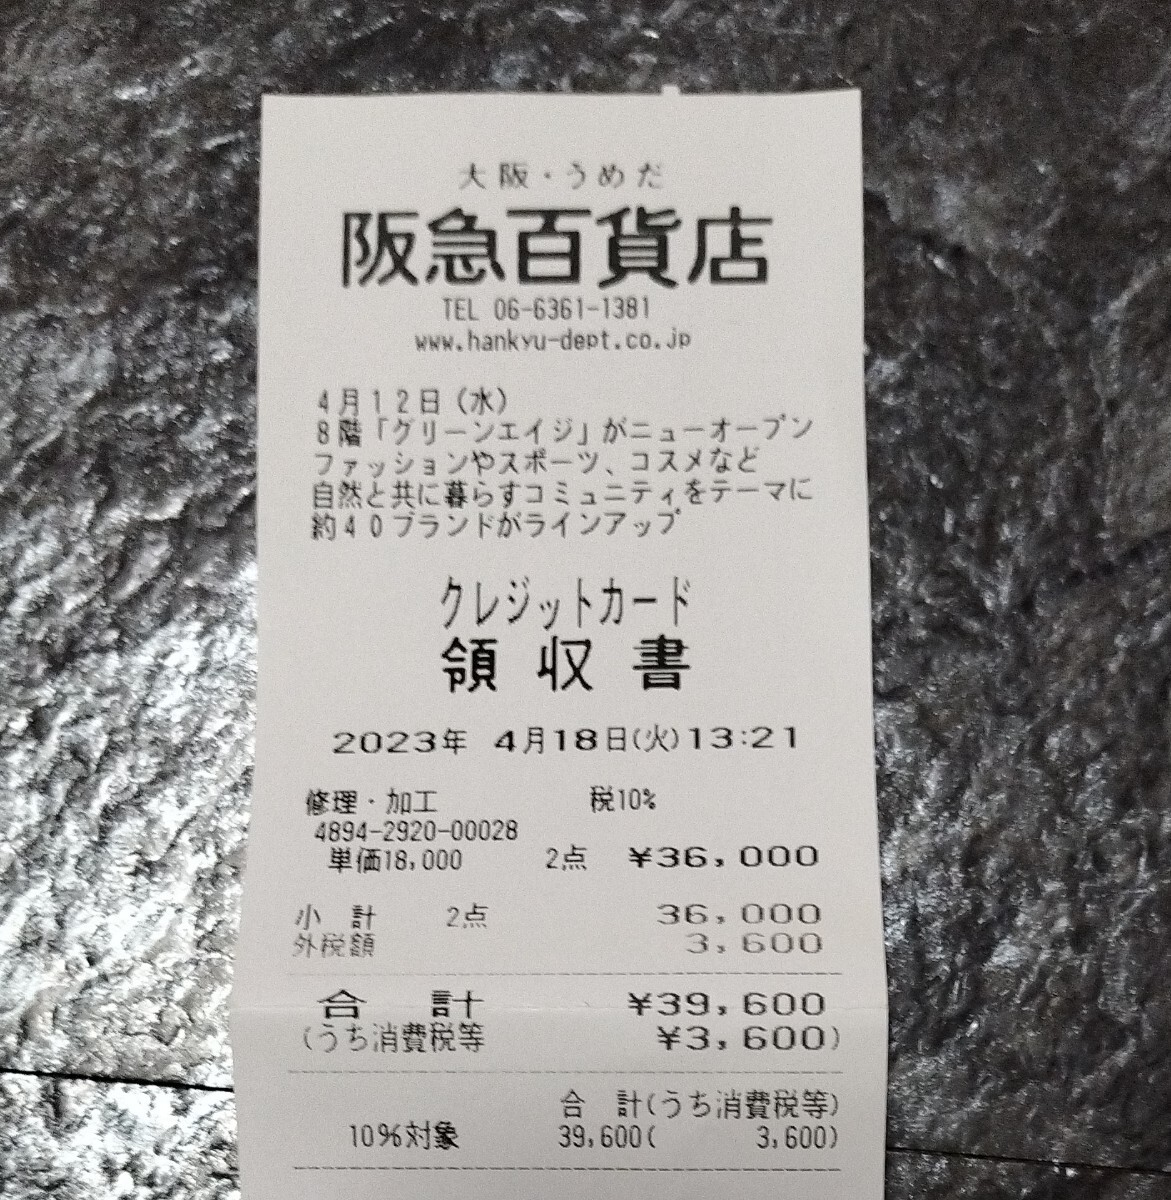 大阪・うめだ
阪急百貨店
TEL 06-6361-1381
www.hankyu-dept.co.jp
4月12日(水)
8階「グリーンエイジ」がニューオープン
ファッションやスポーツ、コスメなど
自然と共に暮らすコミュニティをテーマに
約40ブランドがラインアップ
クレジットカード
領収書
2023年 4月18日(火)13:21
修理・加工 税10%
4894-2920-00028
単価18,000 2点 ¥36,000
小計 2点 36,000
外税額 3,600
合計 ¥39,600
(うち消費税等 ¥3,600)
合計(うち消費税等)
10%対象 39,600( 3,600)